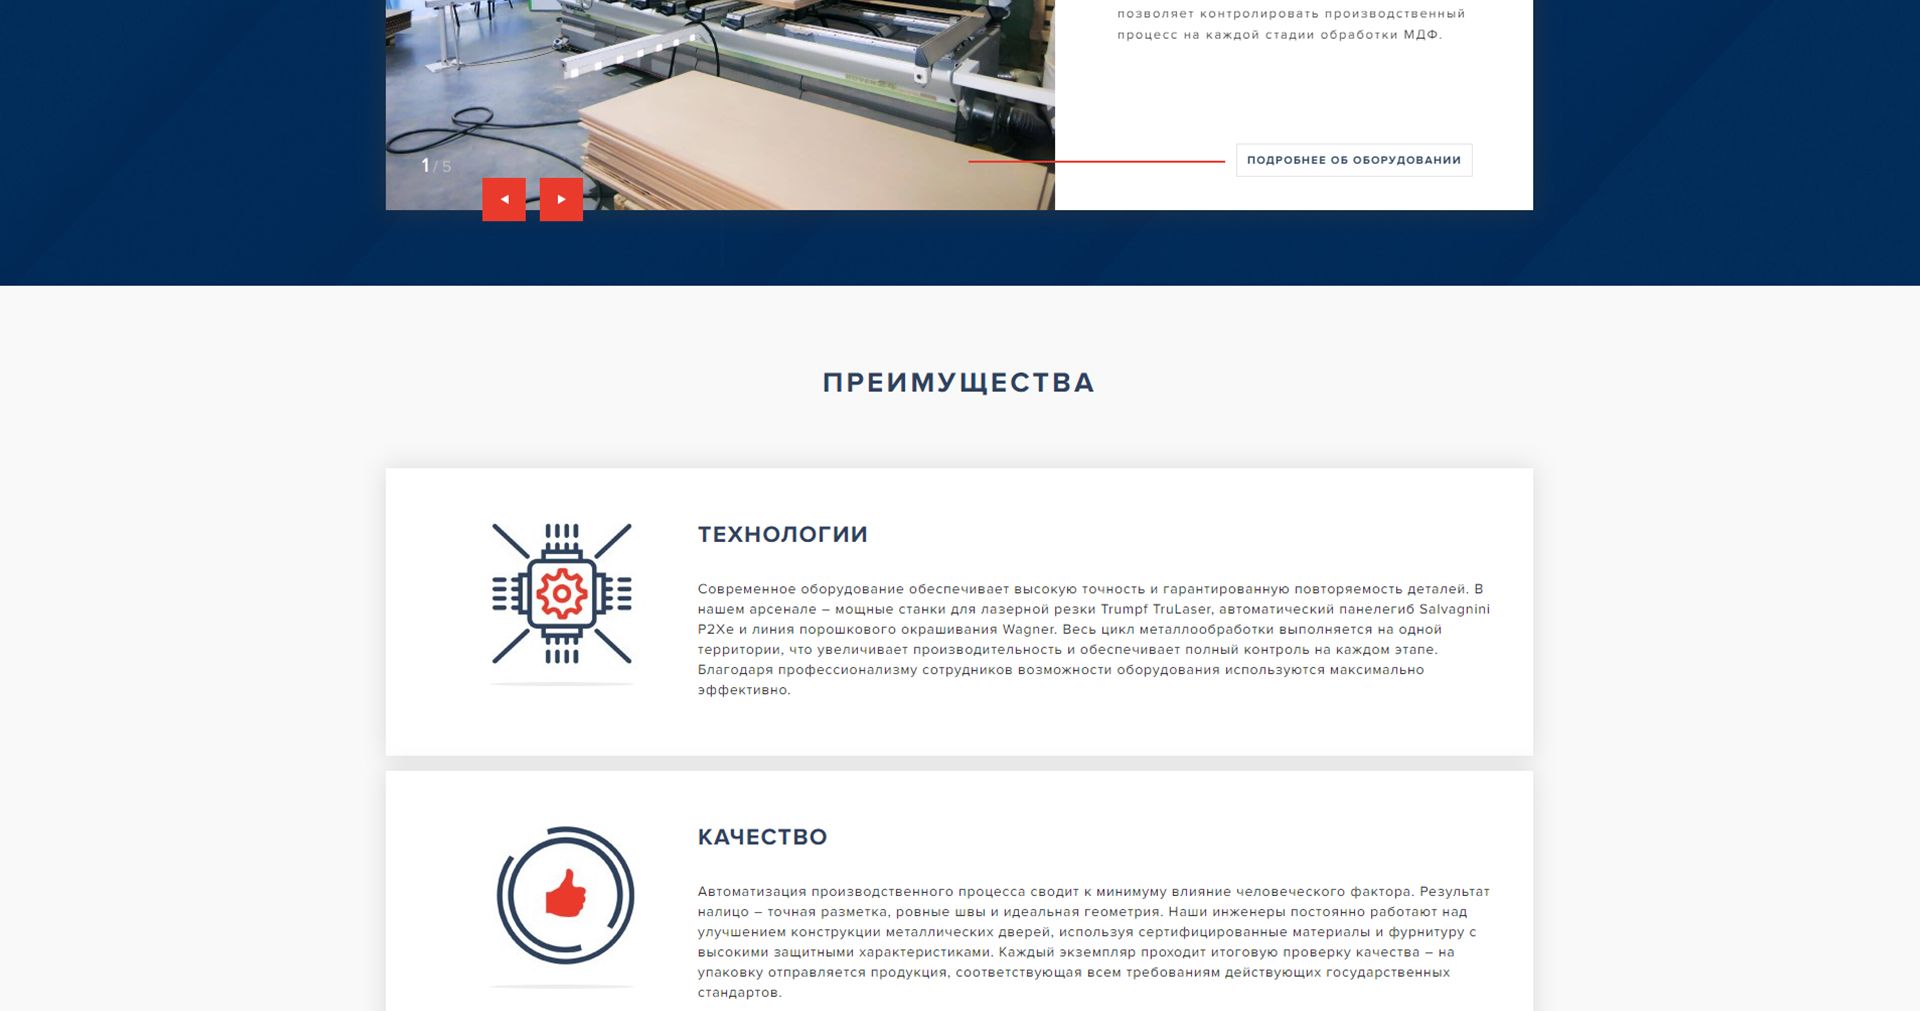 позволяет контролировать производственный
процесс на каждой стадии обработки МДФ.
1 / 5
ПОДРОБНЕЕ ОБ ОБОРУДОВАНИИ
ПРЕИМУЩЕСТВА
ТЕХНОЛОГИИ
Современное оборудование обеспечивает высокую точность и гарантированную повторяемость деталей. В
нашем арсенале – мощные станки для лазерной резки Trumpf TruLaser, автоматический панелегиб Salvagnini
P2Xe и линия порошкового окрашивания Wagner. Весь цикл металлообработки выполняется на одной
территории, что увеличивает производительность и обеспечивает полный контроль на каждом этапе.
Благодаря профессионализму сотрудников возможности оборудования используются максимально
эффективно.
КАЧЕСТВО
Автоматизация производственного процесса сводит к минимуму влияние человеческого фактора. Результат
налицо – точная разметка, ровные швы и идеальная геометрия. Наши инженеры постоянно работают над
улучшением конструкции металлических дверей, используя сертифицированные материалы и фурнитуру с
высокими защитными характеристиками. Каждый экземпляр проходит итоговую проверку качества – на
упаковку отправляется продукция, соответствующая всем требованиям действующих государственных
стандартов.